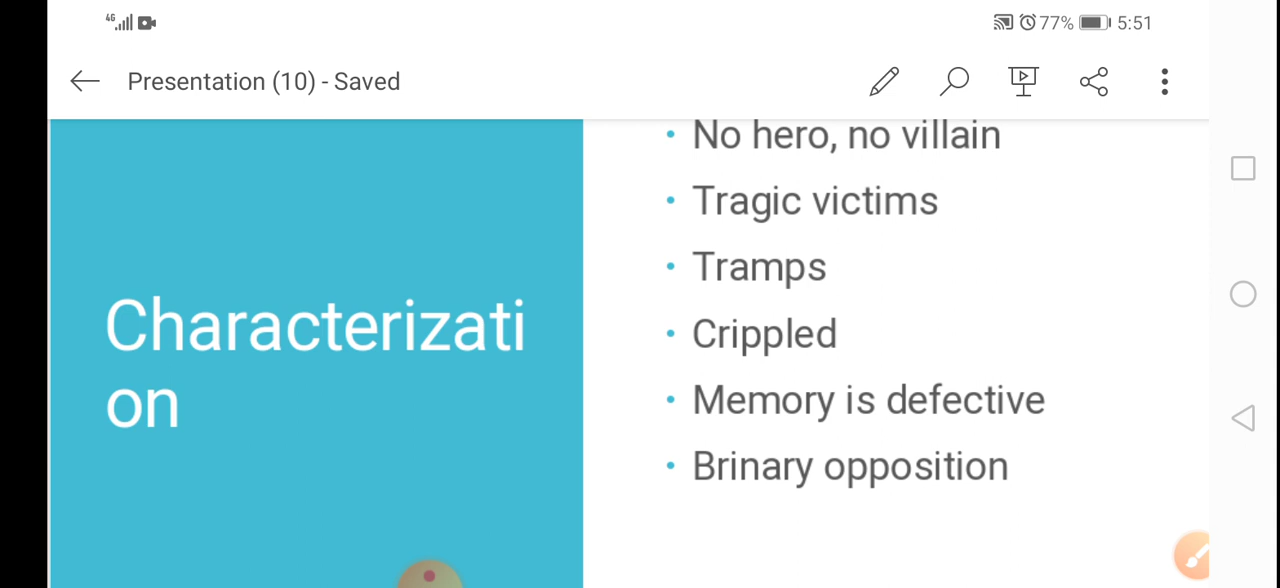 4G 77% 5:51
Presentation (10) - Saved
Characterizati
on
No hero, no villain
Tragic victims
Tramps
Crippled
Memory is defective
Brinary opposition